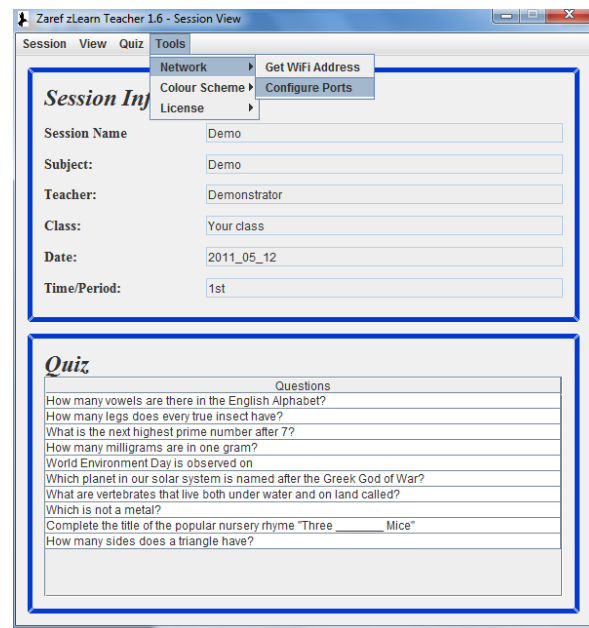 Zaref zLearn Teacher 1.6 - Session View
Session View Quiz Tools
Network Get WiFi Address
Colour Scheme Configure Ports
License
Session Inf
Session Name Demo
Subject: Demo
Teacher: Demonstrator
Class: Your class
Date: 2011_05_12
Time/Period: 1st
Quiz
Questions
How many vowels are there in the English Alphabet?
How many legs does every true insect have?
What is the next highest prime number after 7?
How many milligrams are in one gram?
World Environment Day is observed on
Which planet in our solar system is named after the Greek God of War?
What are vertebrates that live both under water and on land called?
Which is not a metal?
Complete the title of the popular nursery rhyme "Three ________ Mice"
How many sides does a triangle have?